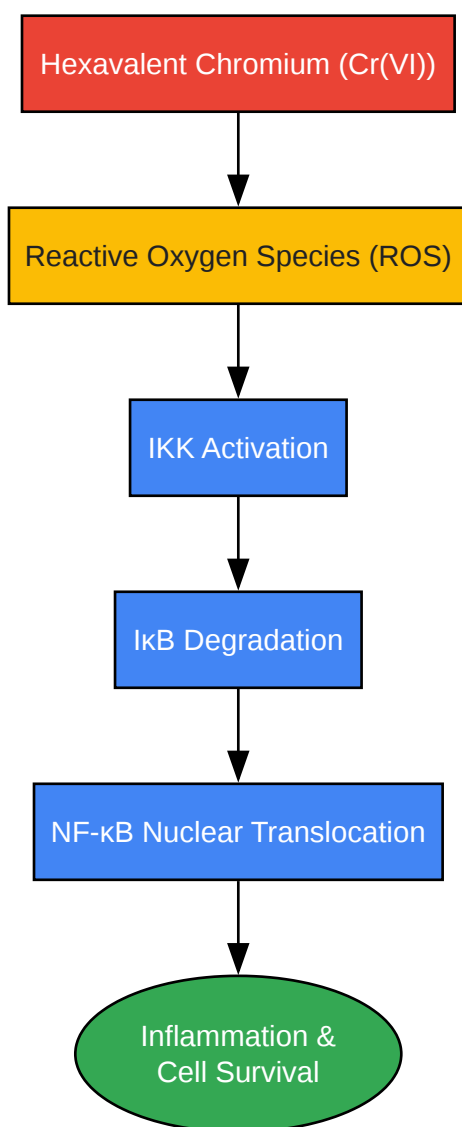 Hexavalent Chromium (Cr(VI))
Reactive Oxygen Species (ROS)
IKK Activation
IκB Degradation
NF-κB Nuclear Translocation
Inflammation &
Cell Survival